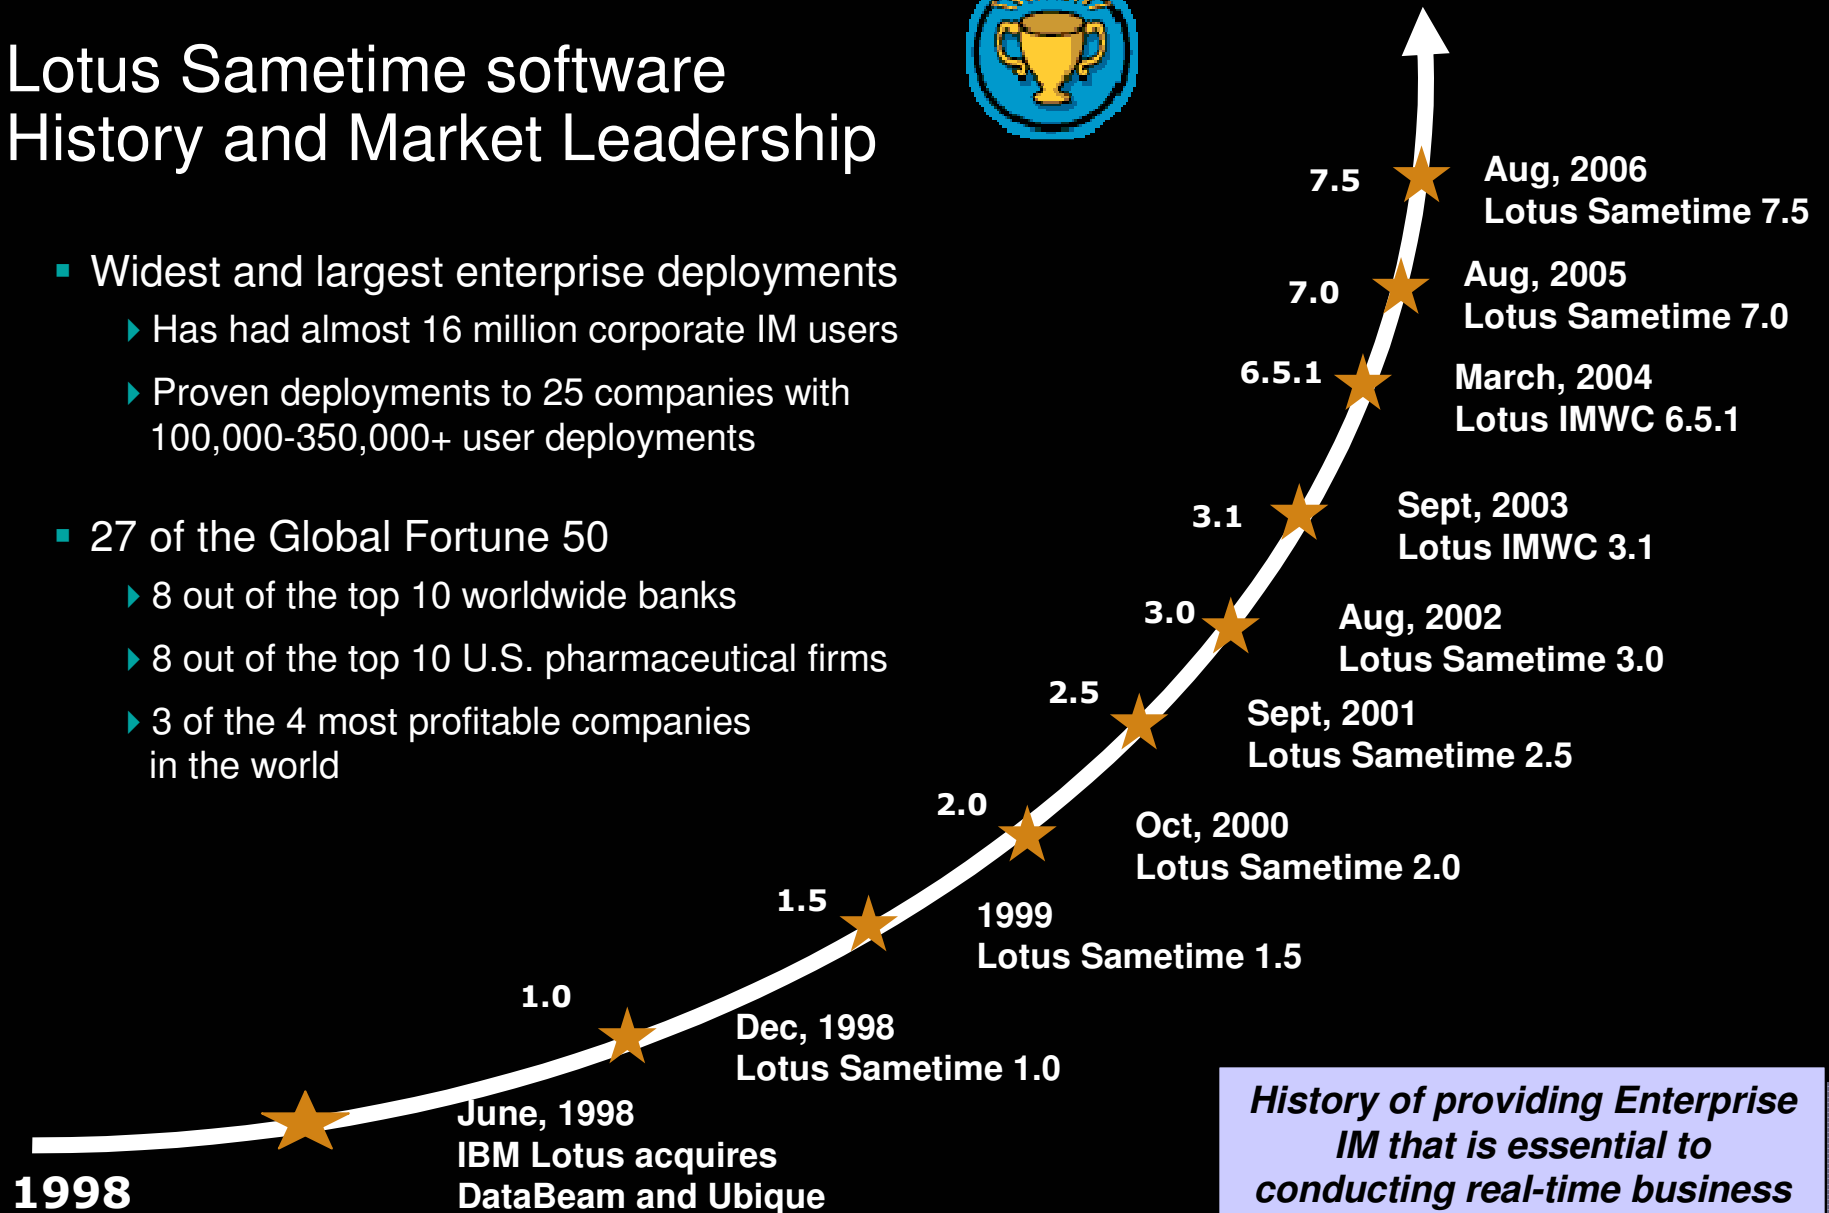 Lotus Sametime software
History and Market Leadership
Widest and largest enterprise deployments
Has had almost 16 million corporate IM users
Proven deployments to 25 companies with
100,000-350,000+ user deployments
27 of the Global Fortune 50
8 out of the top 10 worldwide banks
8 out of the top 10 U.S. pharmaceutical firms
3 of the 4 most profitable companies
in the world
7.5
Aug, 2006
Lotus Sametime 7.5
7.0
Aug, 2005
Lotus Sametime 7.0
6.5.1
March, 2004
Lotus IMWC 6.5.1
3.1
Sept, 2003
Lotus IMWC 3.1
3.0
Aug, 2002
Lotus Sametime 3.0
2.5
Sept, 2001
Lotus Sametime 2.5
2.0
Oct, 2000
Lotus Sametime 2.0
1.5
1999
Lotus Sametime 1.5
1.0
Dec, 1998
Lotus Sametime 1.0
June, 1998
IBM Lotus acquires
DataBeam and Ubique
1998
History of providing Enterprise
IM that is essential to
conducting real-time business